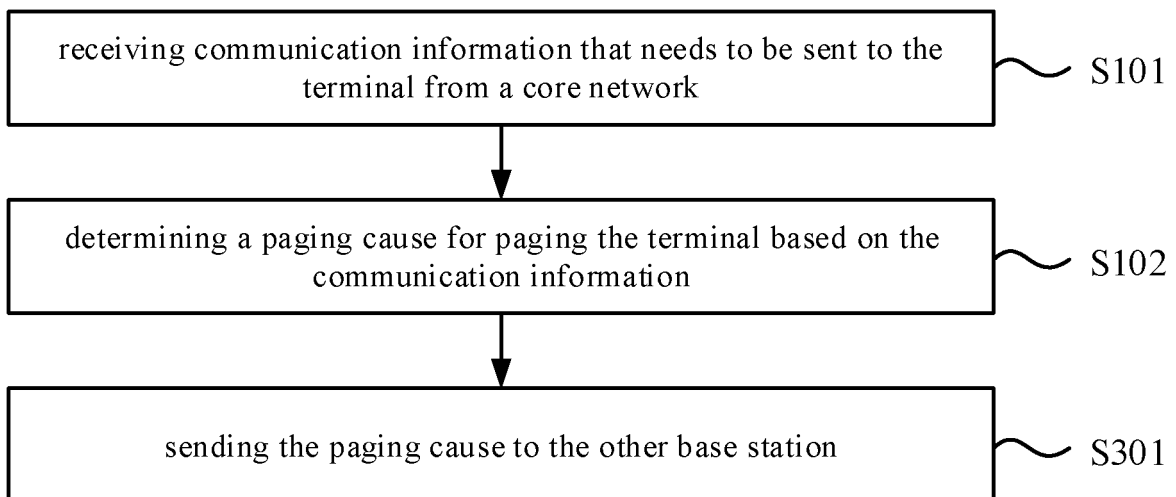 receiving communication information that needs to be sent to the
terminal from a core network
S101
determining a paging cause for paging the terminal based on the
communication information
S102
sending the paging cause to the other base station
S301